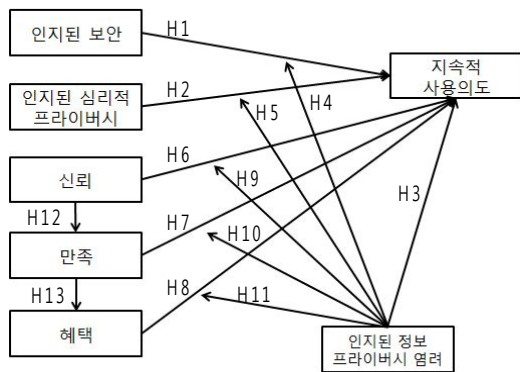 인지된 보안
H1
지속적
사용의도
인지된 심리적
프라이버시
H2
H5
H4
신뢰
H6
H9
H3
H12
만족
H7
H10
H13
H8
H11
혜택
인지된 정보
프라이버시 염려